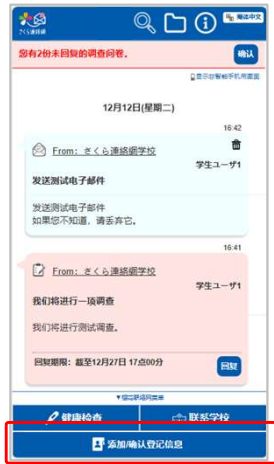 さくら連絡網
简体中文
您有2份未回复的调查问卷。
确认
显示@智能手机用画面
12月12日(星期二)
16:42
From: さくら連絡網学校
学生ユーザ1
发送测试电子邮件
发送测试电子邮件
如果您不知道，请丢弃它。
16:41
From: さくら連絡網学校
学生ユーザ1
我们将进行一项调查
我们将进行测试调查。
回复期限：截至12月27日 17点00分
回复
健康检查
联系学校
添加/确认登记信息